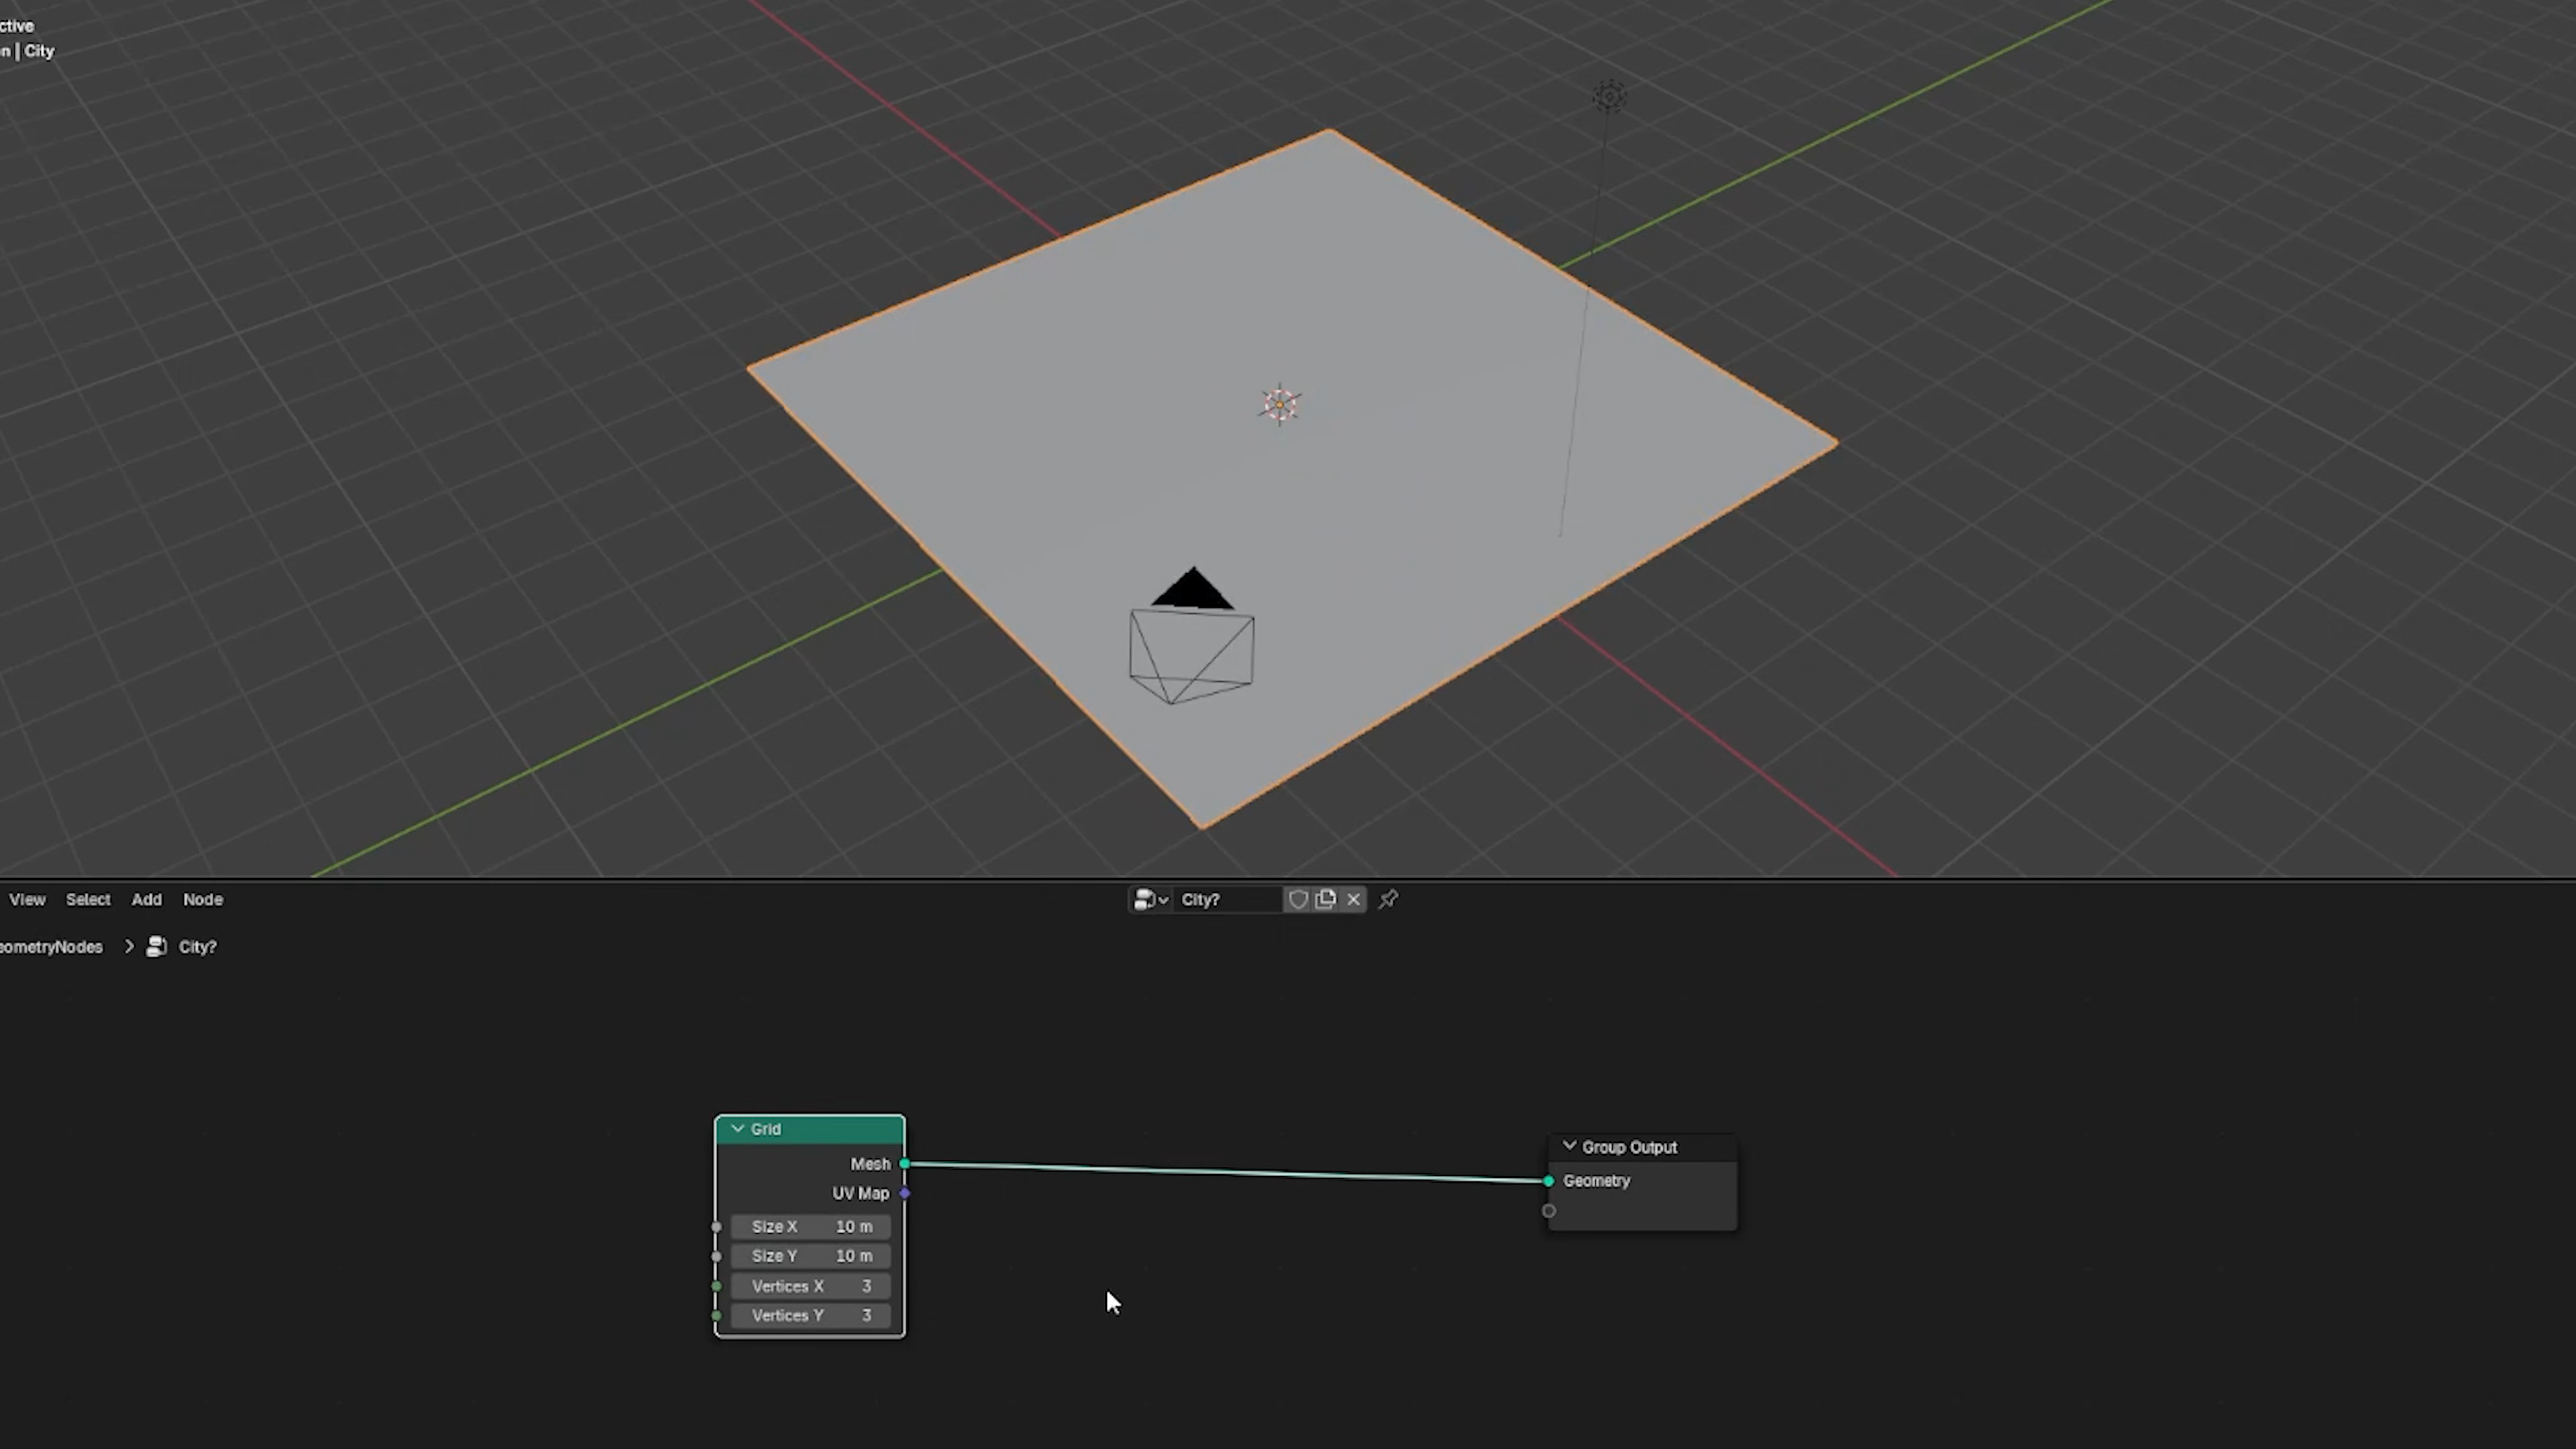 ctive
n | City
View Select Add Node
City?
eometryNodes > City?
Grid
Mesh
UV Map
Size X 10 m
Size Y 10 m
Vertices X 3
Vertices Y 3
Group Output
Geometry